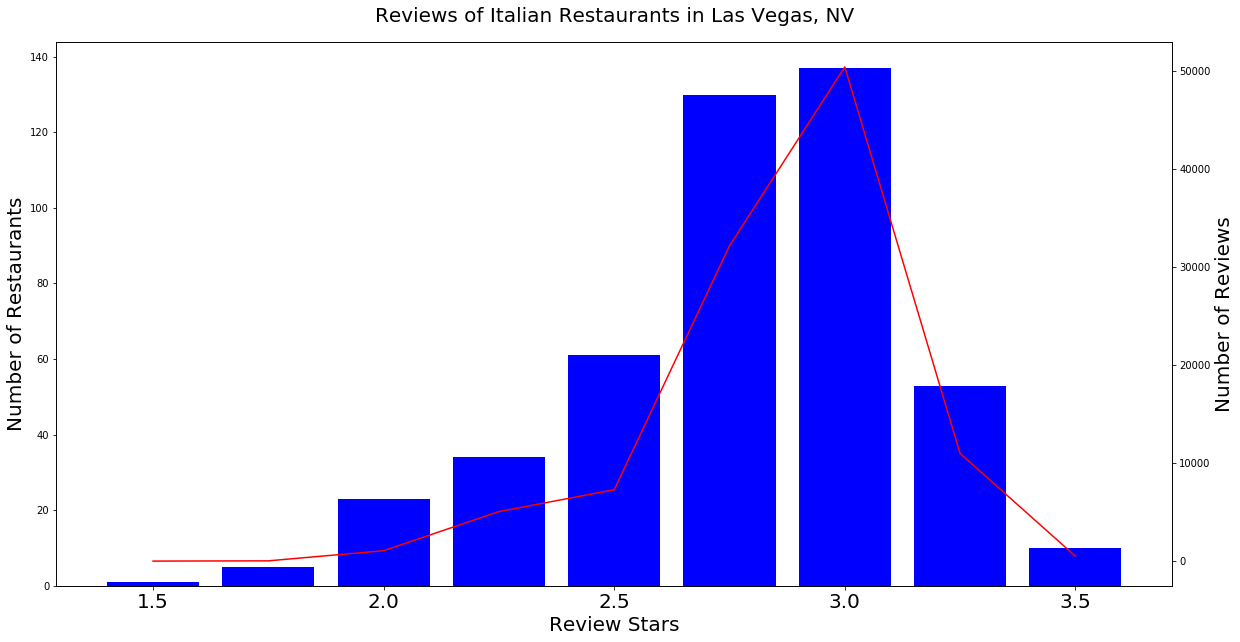 Reviews of Italian Restaurants in Las Vegas, NV
140
120
100
80
60
40
20
0
Number of Restaurants
50000
40000
30000
20000
10000
0
Number of Reviews
1.5 2.0 2.5 3.0 3.5
Review Stars